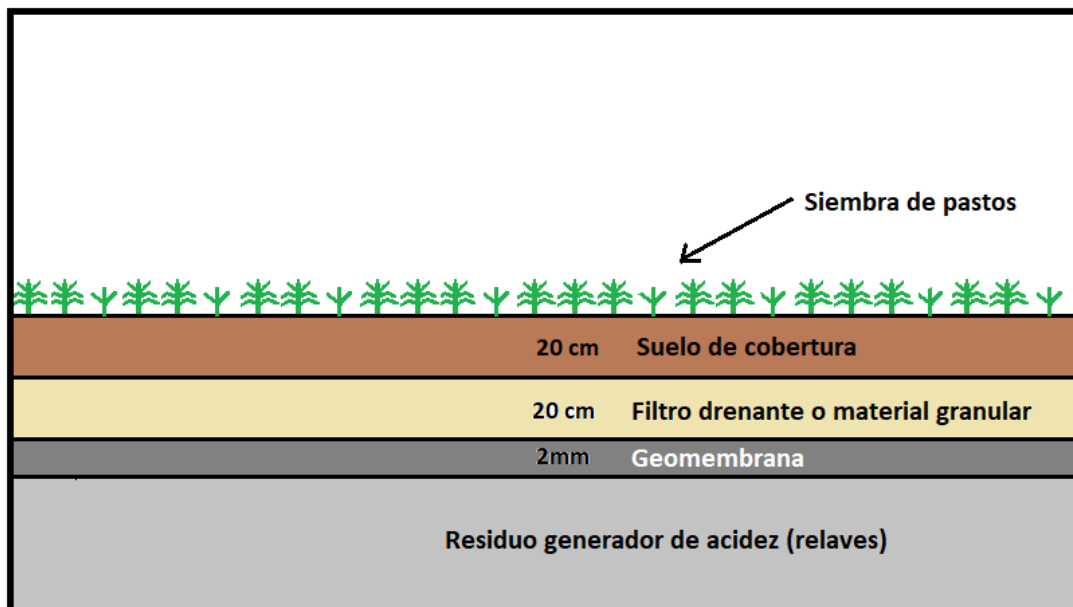 Siembra de pastos
20 cm Suelo de cobertura
20 cm Filtro drenante o material granular
2mm Geomembrana
Residuo generador de acidez (relaves)